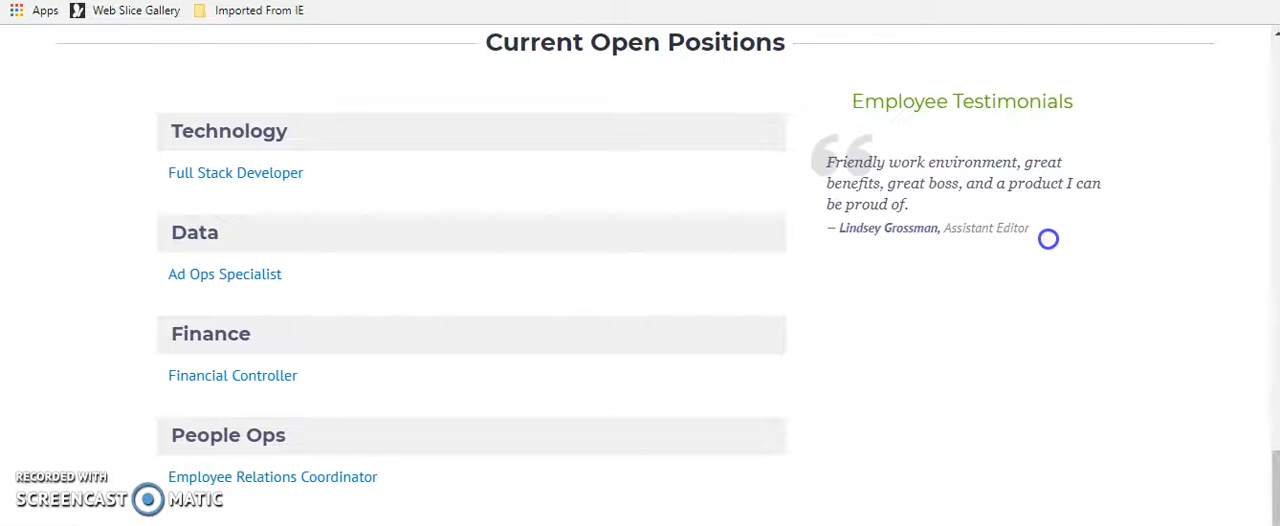 Apps Web Slice Gallery Imported From IE
Current Open Positions
Technology
Full Stack Developer
Data
Ad Ops Specialist
Finance
Financial Controller
People Ops
Employee Relations Coordinator
Employee Testimonials
Friendly work environment, great
benefits, great boss, and a product I can
be proud of.
– Lindsey Grossman, Assistant Editor
RECORDED WITH
SCREENCAST MATIC